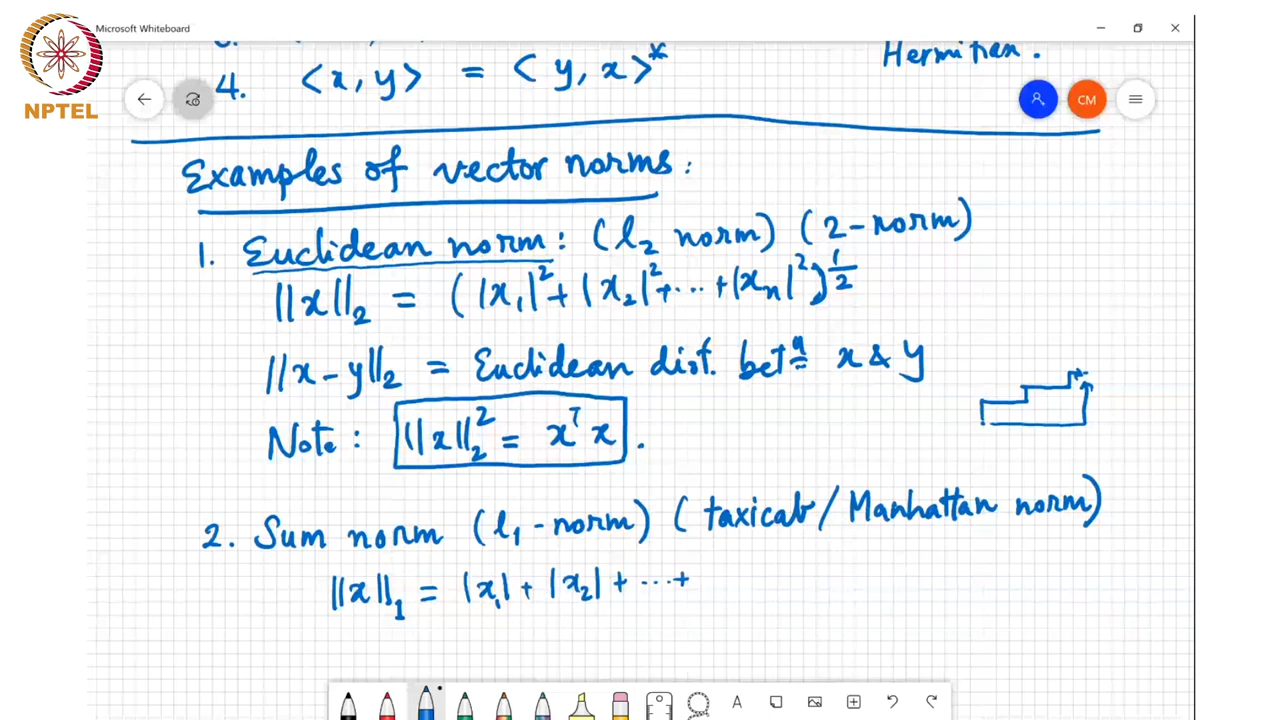 Microsoft Whiteboard
NPTEL
Hermitian.
4. <x, y> = <y, x>*
CM
Examples of vector norms:
1. Euclidean norm: (l₂ norm) (2-norm)
||x||₂ = (|x₁|² + |x₂|² + ... + |xₙ|²)^{1/2}
||x - y||₂ = Euclidean dist. betⁿ x & y
Note: ||x||₂² = xᵀx.
2. Sum norm (l₁-norm) (taxicab/Manhattan norm)
||x||₁ = |x₁| + |x₂| + ... +